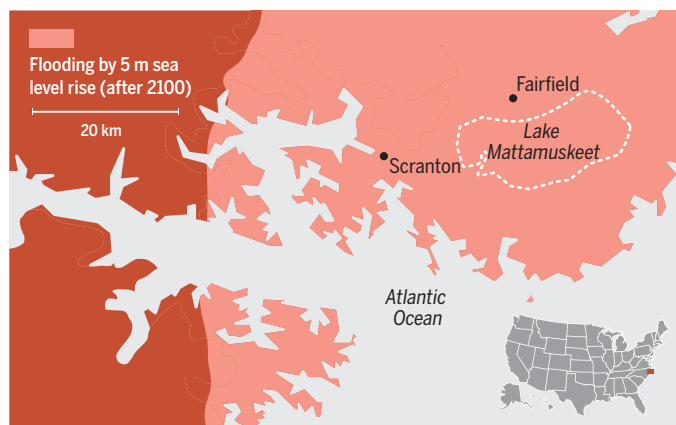 Flooding by 5 m sea
level rise (after 2100)
20 km
Fairfield
Lake
Mattamuskeet
Scranton
Atlantic
Ocean